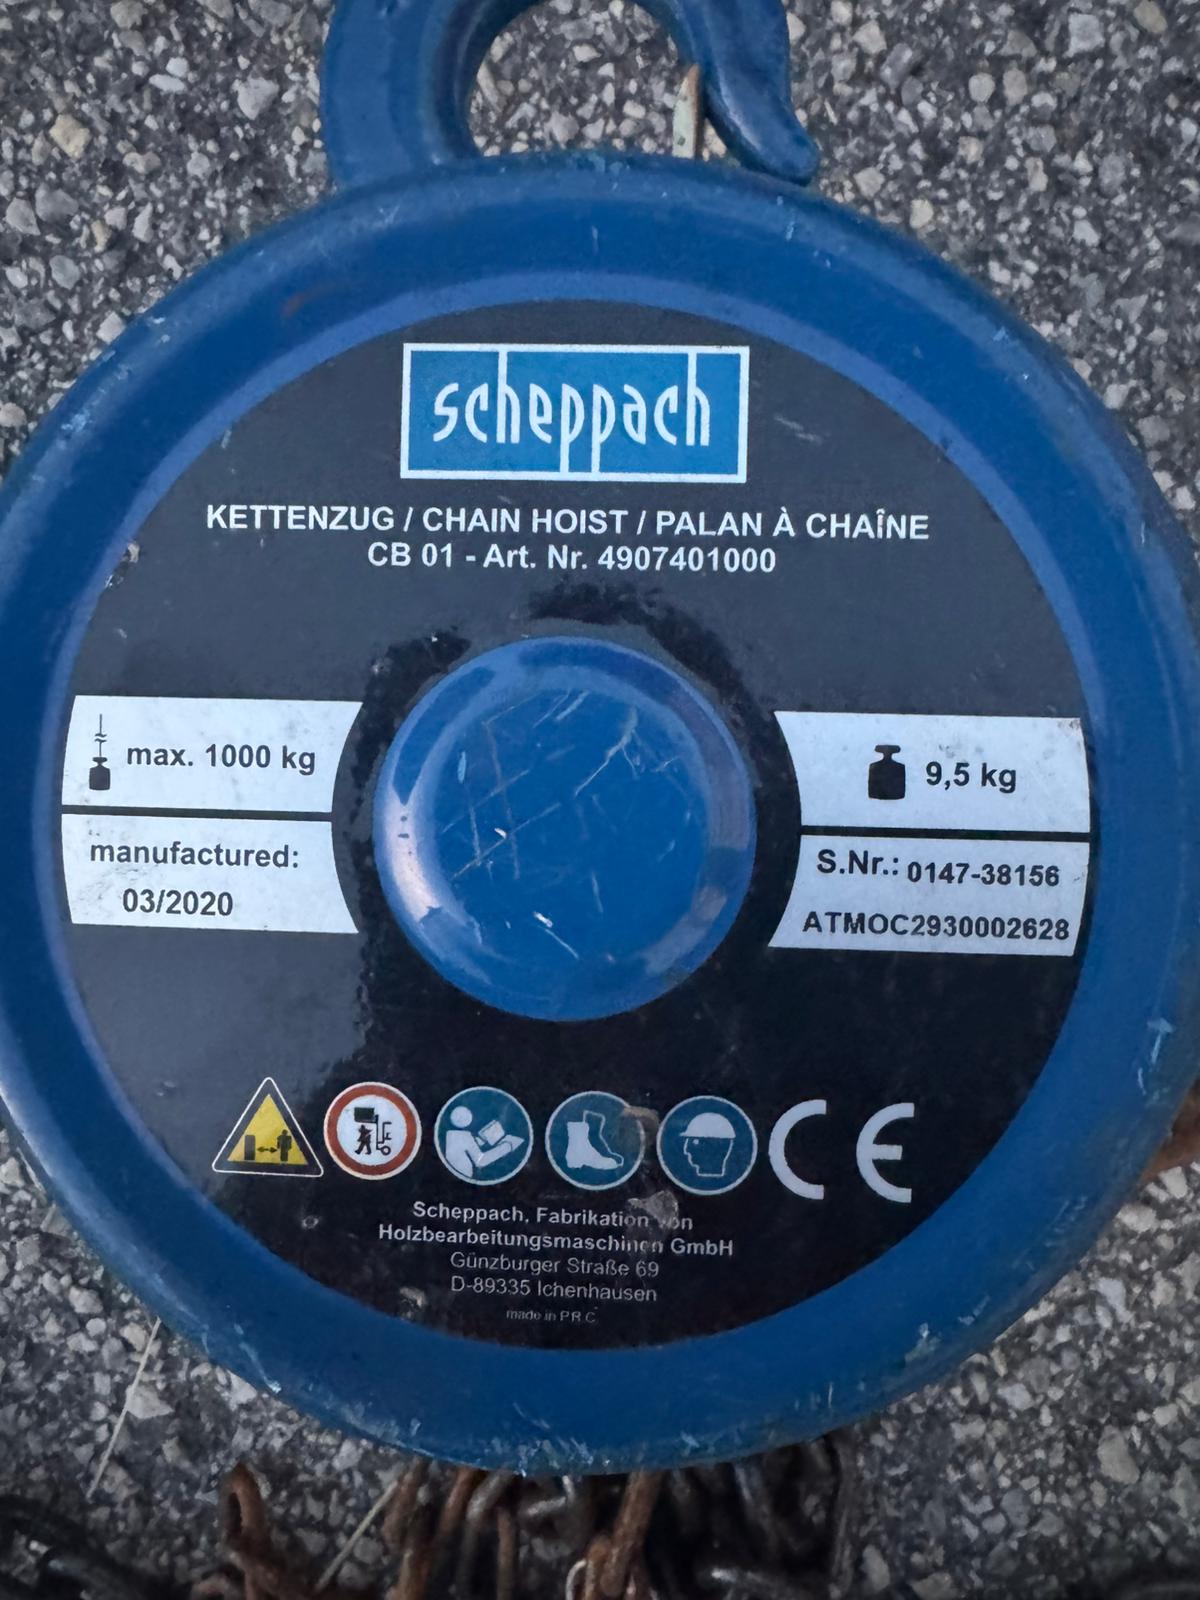 scheppach
KETTENZUG / CHAIN HOIST / PALAN À CHAÎNE
CB 01 - Art. Nr. 4907401000
max. 1000 kg
manufactured:
03/2020
9,5 kg
S.Nr.: 0147-38156
ATMOC2930002628
CE
Scheppach, Fabrikation von
Holzbearbeitungsmaschinen GmbH
Günzburger Straße 69
D-89335 Ichenhausen
made in P.R.C.